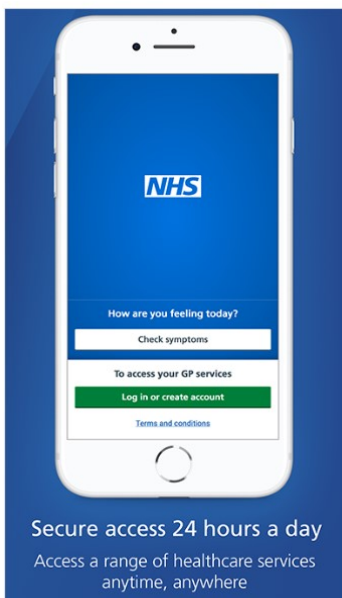 NHS
How are you feeling today?
Check symptoms
To access your GP services
Log in or create account
Terms and conditions
Secure access 24 hours a day
Access a range of healthcare services
anytime, anywhere